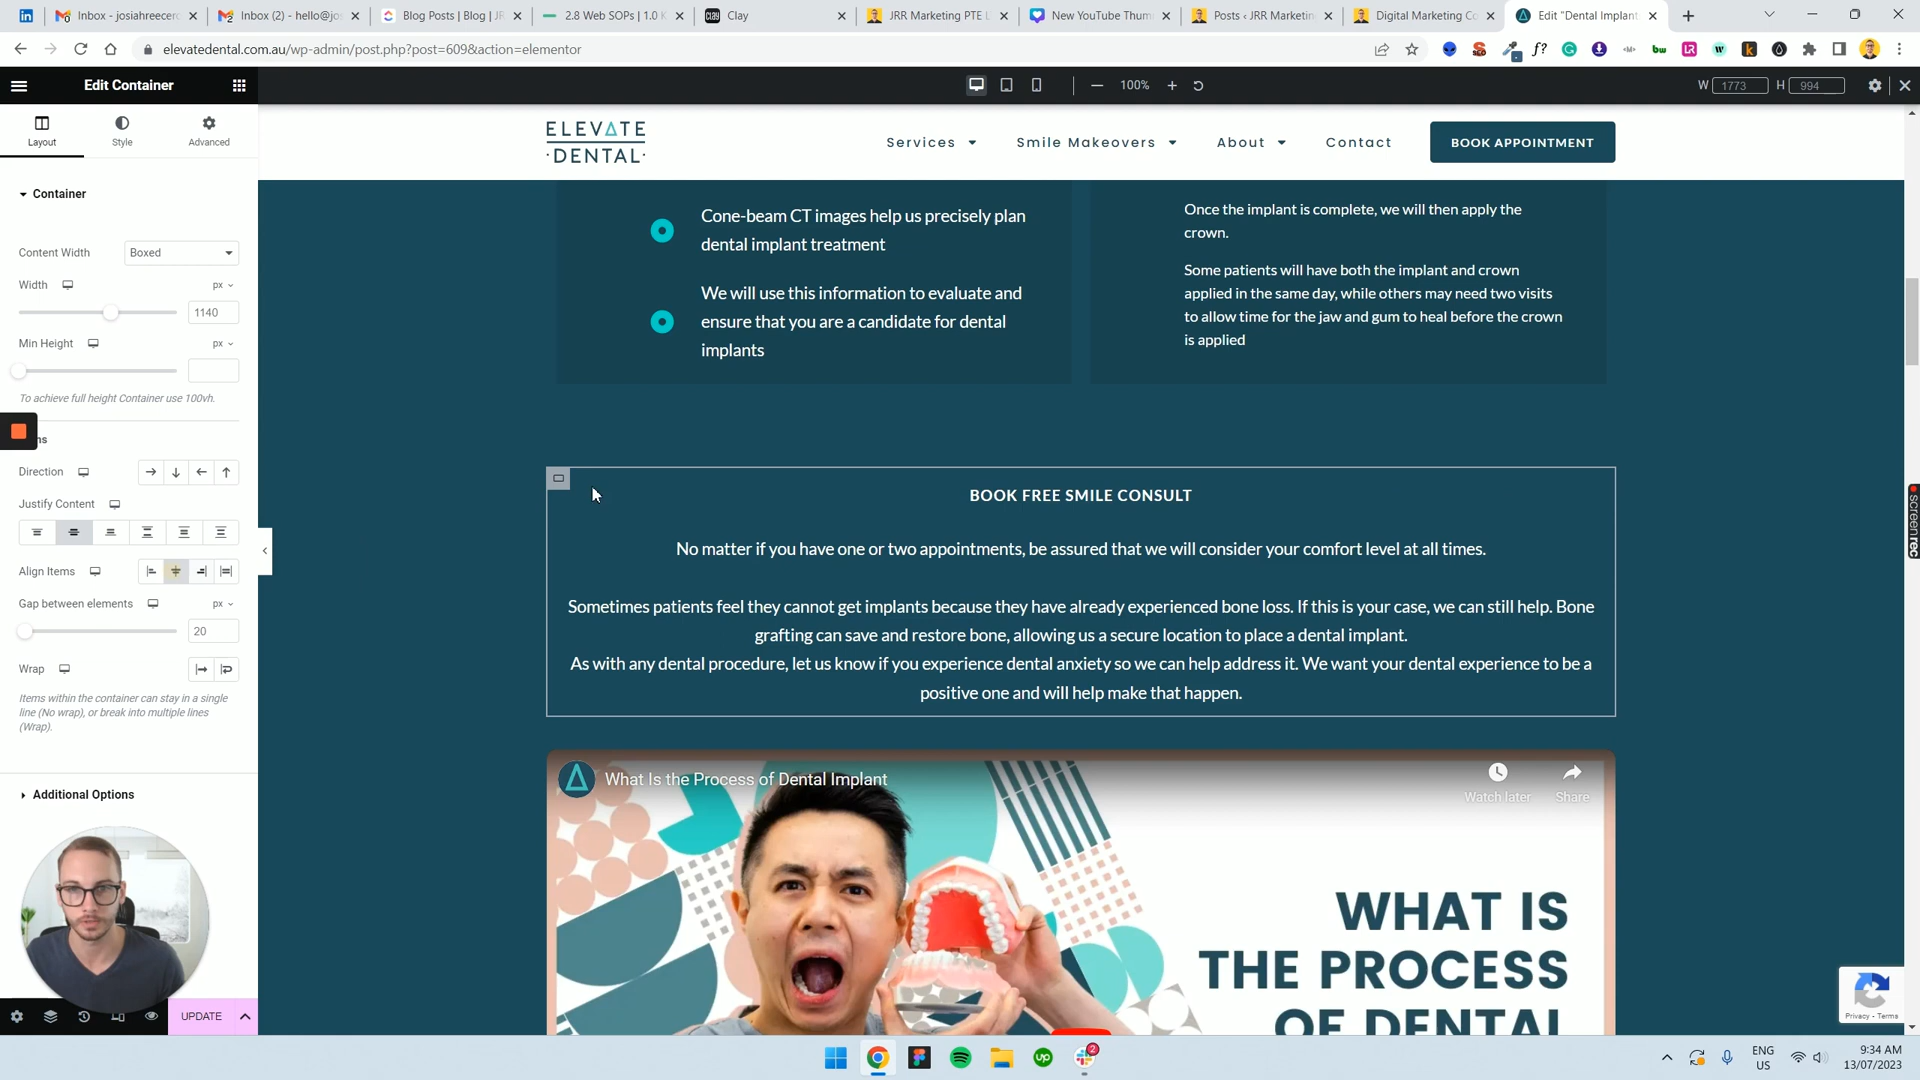 Inbox - josiahreecerc
Inbox (2) - hello@jos
Blog Posts | Blog | JR
2.8 Web SOPs | 1.0 K
Clay
JRR Marketing PTE L
New YouTube Thum
Posts ‹ JRR Marketin
Digital Marketing Co
Edit "Dental Implant
elevatedental.com.au/wp-admin/post.php?post=609&action=elementor
Edit Container
100%
W 1773 H 994
Layout
Style
Advanced
Container
Content Width
Boxed
Width
px
1140
Min Height
px
To achieve full height Container use 100vh.
ns
Direction
Justify Content
Align Items
Gap between elements
px
20
Wrap
Items within the container can stay in a single
line (No wrap), or break into multiple lines
(Wrap).
Additional Options
UPDATE
ELEVATE
·DENTAL·
Services
Smile Makeovers
About
Contact
BOOK APPOINTMENT
Cone-beam CT images help us precisely plan
dental implant treatment
We will use this information to evaluate and
ensure that you are a candidate for dental
implants
Once the implant is complete, we will then apply the
crown.
Some patients will have both the implant and crown
applied in the same day, while others may need two visits
to allow time for the jaw and gum to heal before the crown
is applied
BOOK FREE SMILE CONSULT
No matter if you have one or two appointments, be assured that we will consider your comfort level at all times.
Sometimes patients feel they cannot get implants because they have already experienced bone loss. If this is your case, we can still help. Bone
grafting can save and restore bone, allowing us a secure location to place a dental implant.
As with any dental procedure, let us know if you experience dental anxiety so we can help address it. We want your dental experience to be a
positive one and will help make that happen.
What Is the Process of Dental Implant
Watch later
Share
WHAT IS
THE PROCESS
OF DENTAL
screenrec
Privacy - Terms
ENG
US
9:34 AM
13/07/2023